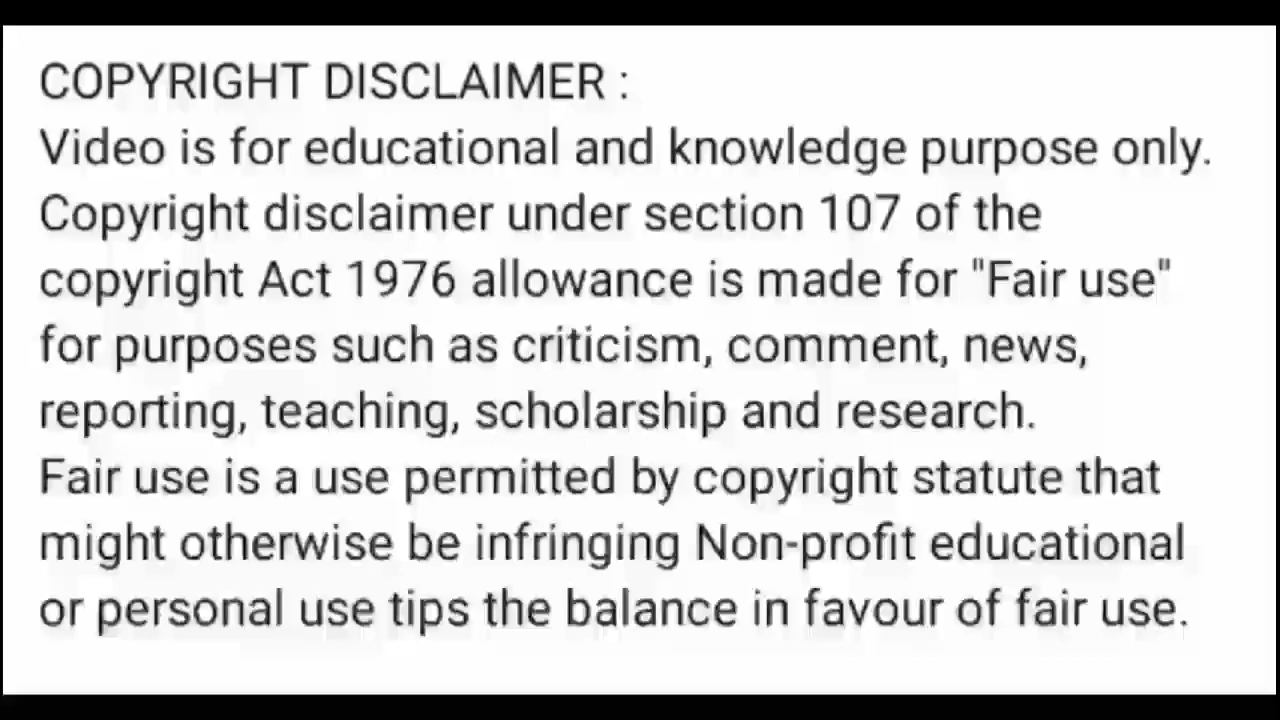 COPYRIGHT DISCLAIMER :
Video is for educational and knowledge purpose only.
Copyright disclaimer under section 107 of the
copyright Act 1976 allowance is made for "Fair use"
for purposes such as criticism, comment, news,
reporting, teaching, scholarship and research.
Fair use is a use permitted by copyright statute that
might otherwise be infringing Non-profit educational
or personal use tips the balance in favour of fair use.